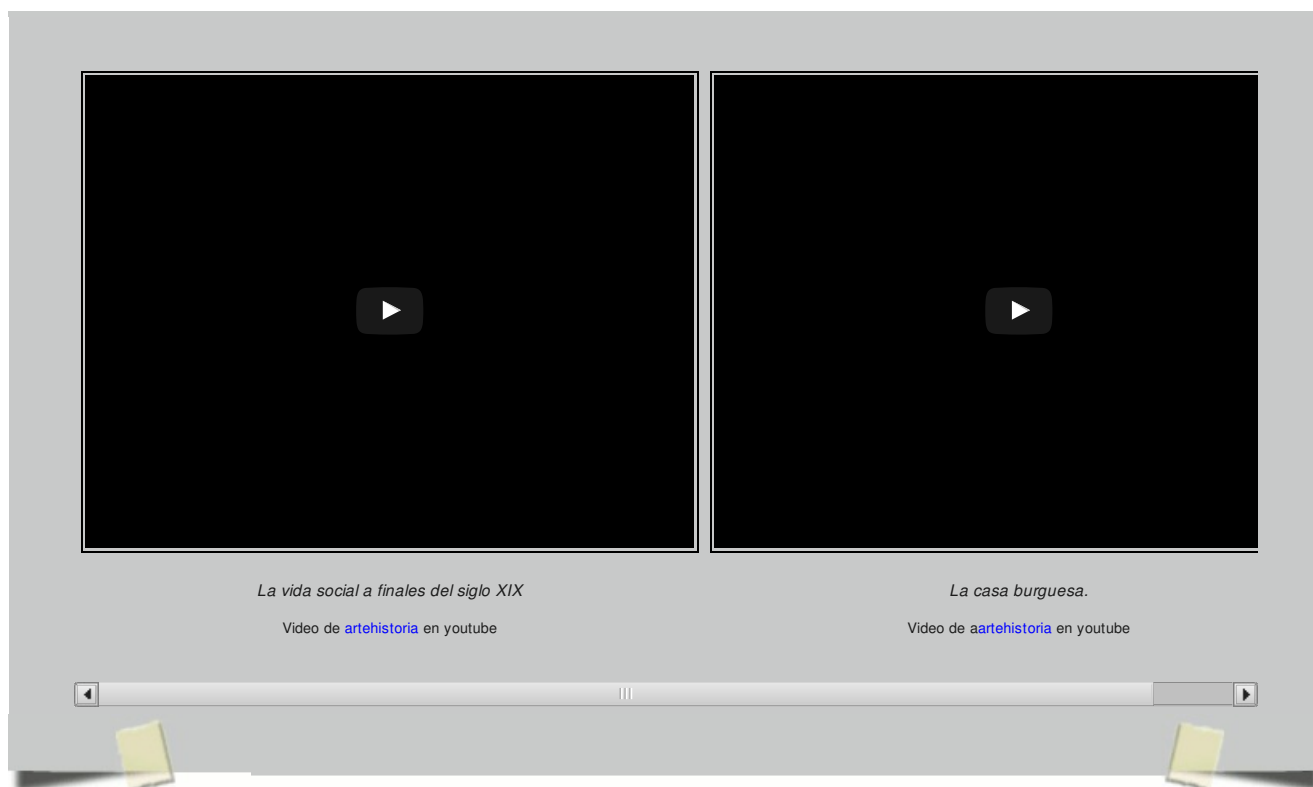 La vida social a finales del siglo XIX
Video de artehistoria en youtube
La casa burguesa.
Video de aartehistoria en youtube